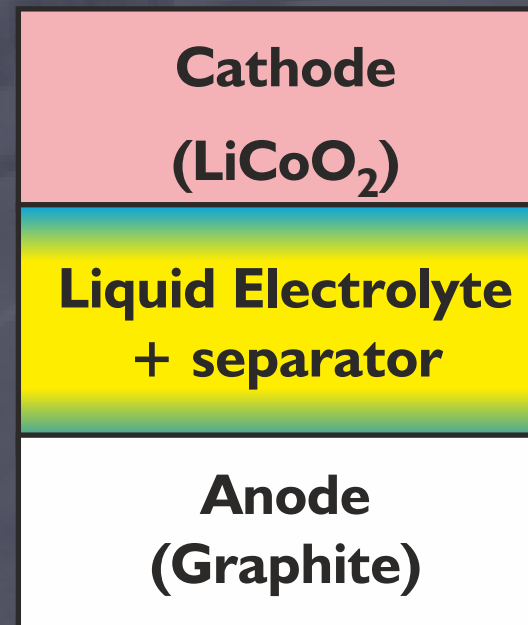 Cathode
(LiCoO₂)
Liquid Electrolyte
+ separator
Anode
(Graphite)